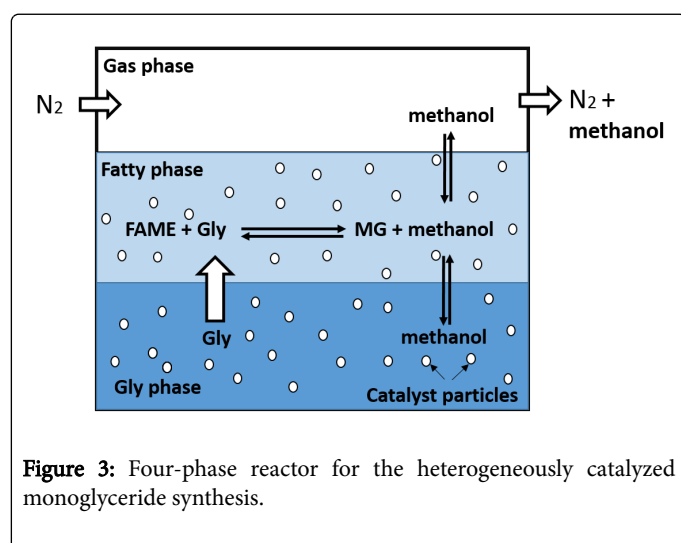 Gas phase
N2
methanol
N2 +
methanol
Fatty phase
FAME + Gly
MG + methanol
Gly
methanol
Gly phase
Catalyst particles
Figure 3: Four-phase reactor for the heterogeneously catalyzed
monoglyceride synthesis.